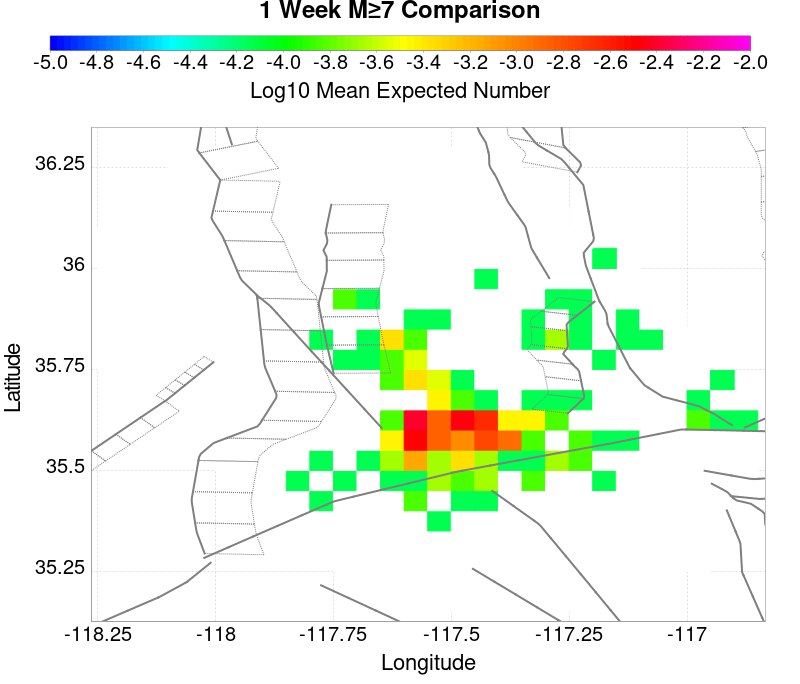 1 Week M≥7 Comparison
-5.0 -4.8 -4.6 -4.4 -4.2 -4.0 -3.8 -3.6 -3.4 -3.2 -3.0 -2.8 -2.6 -2.4 -2.2 -2.0
Log10 Mean Expected Number
36.25
36
35.75
35.5
35.25
Latitude
-118.25 -118 -117.75 -117.5 -117.25 -117
Longitude